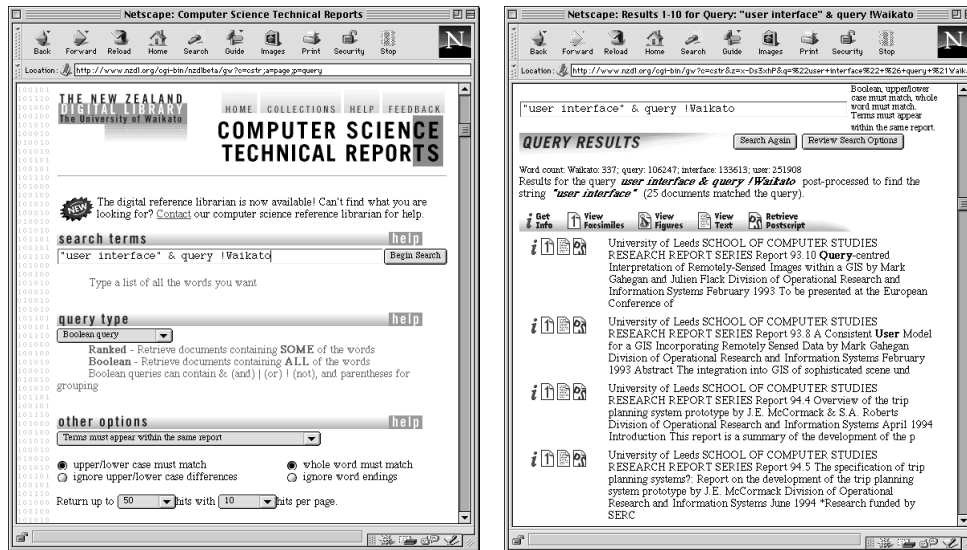 Netscape: Computer Science Technical Reports
Back Forward Reload Home Search Guide Images Print Security Stop
N
Location: http://www.nzdl.org/cgi-bin/nzdlbeta/gw?c=cstr;a=page;p=query
THE NEW ZEALAND
DIGITAL LIBRARY
The University of Waikato
HOME COLLECTIONS HELP FEEDBACK
COMPUTER SCIENCE
TECHNICAL REPORTS
NEW
The digital reference librarian is now available! Can't find what you are
looking for? Contact our computer science reference librarian for help.
search terms help
"user interface" & query !Waikato Begin Search
Type a list of all the words you want
query type help
Boolean query
Ranked - Retrieve documents containing SOME of the words
Boolean - Retrieve documents containing ALL of the words
Boolean queries can contain & (and) | (or) ! (not), and parentheses for
grouping
other options help
Terms must appear within the same report
upper/lower case must match whole word must match
ignore upper/lower case differences ignore word endings
Return up to 50 hits with 10 hits per page.
Netscape: Results 1-10 for Query: "user interface" & query !Waikato
Back Forward Reload Home Search Guide Images Print Security Stop
N
Location: http://www.nzdl.org/cgi-bin/gw?c=cstr&z=x-Ds3xhP&q=%22user+interface%22+%26+query+%21Waik
"user interface" & query !Waikato
Boolean, upper/lower
case must match, whole
word must match.
Terms must appear
within the same report.
QUERY RESULTS Search Again Review Search Options
Word count: Waikato: 337; query: 106247; interface: 133613; user: 251908
Results for the query user interface & query !Waikato post-processed to find the
string "user interface" (25 documents matched the query).
i Get Info View Facsimiles View Figures View Text Retrieve Postscript
University of Leeds SCHOOL OF COMPUTER STUDIES
RESEARCH REPORT SERIES Report 93.10 Query-centred
Interpretation of Remotely-Sensed Images within a GIS by Mark
Gahegan and Julien Flack Division of Operational Research and
Information Systems February 1993 To be presented at the European
Conference of
University of Leeds SCHOOL OF COMPUTER STUDIES
RESEARCH REPORT SERIES Report 93.8 A Consistent User Model
for a GIS Incorporating Remotely Sensed Data by Mark Gahegan
Division of Operational Research and Information Systems February
1993 Abstract The integration into GIS of sophisticated scene und
University of Leeds SCHOOL OF COMPUTER STUDIES
RESEARCH REPORT SERIES Report 94.4 Overview of the trip
planning system prototype by J.E. McCormack & S.A. Roberts
Division of Operational Research and Information Systems April 1994
Introduction This report is a summary of the development of the p
University of Leeds SCHOOL OF COMPUTER STUDIES
RESEARCH REPORT SERIES Report 94.5 The specification of trip
planning systems?: Report on the development of the trip planning
system prototype by J.E. McCormack Division of Operational
Research and Information Systems June 1994 *Research funded by
SERC